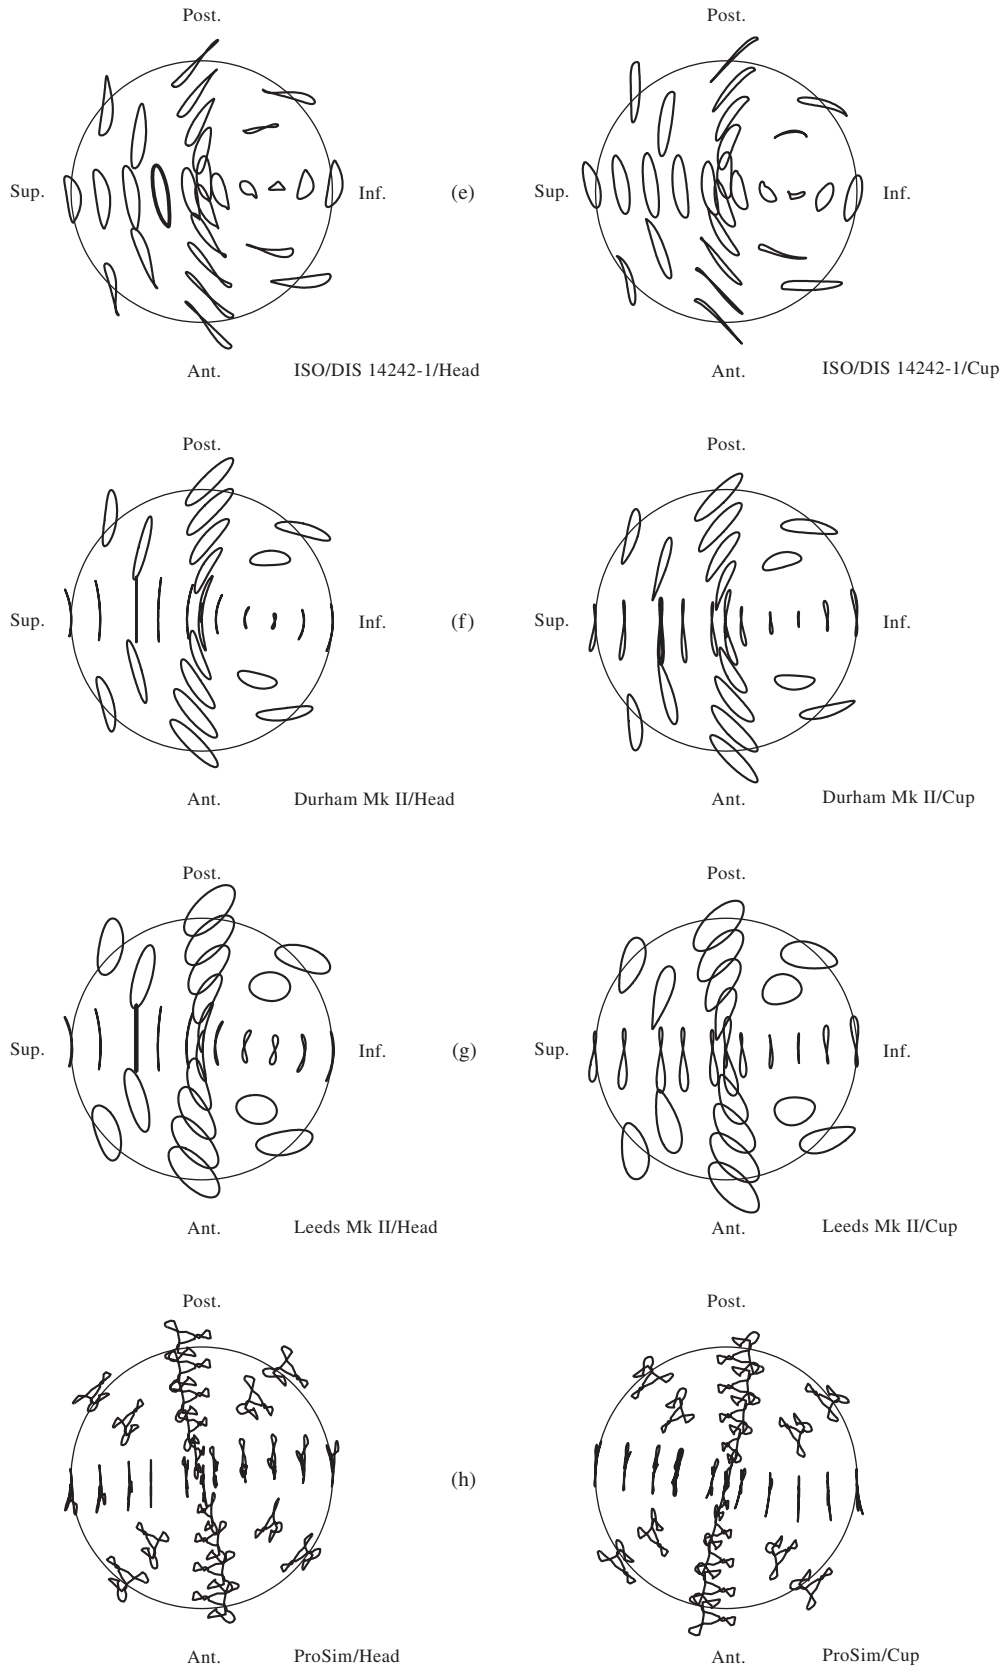 Post. Post.
Sup. Inf. (e) Sup. Inf.
Ant. ISO/DIS 14242-1/Head Ant. ISO/DIS 14242-1/Cup
Post. Post.
Sup. Inf. (f) Sup. Inf.
Ant. Durham Mk II/Head Ant. Durham Mk II/Cup
Post. Post.
Sup. Inf. (g) Sup. Inf.
Ant. Leeds Mk II/Head Ant. Leeds Mk II/Cup
Post. Post.
(h)
Ant. ProSim/Head Ant. ProSim/Cup